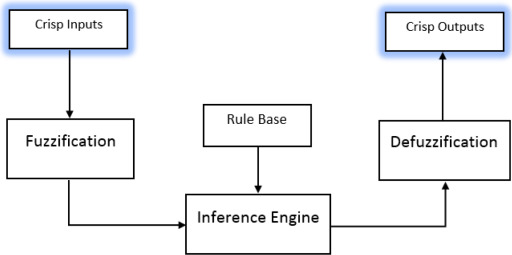 Crisp Inputs
Crisp Outputs
Fuzzification
Rule Base
Defuzzification
Inference Engine